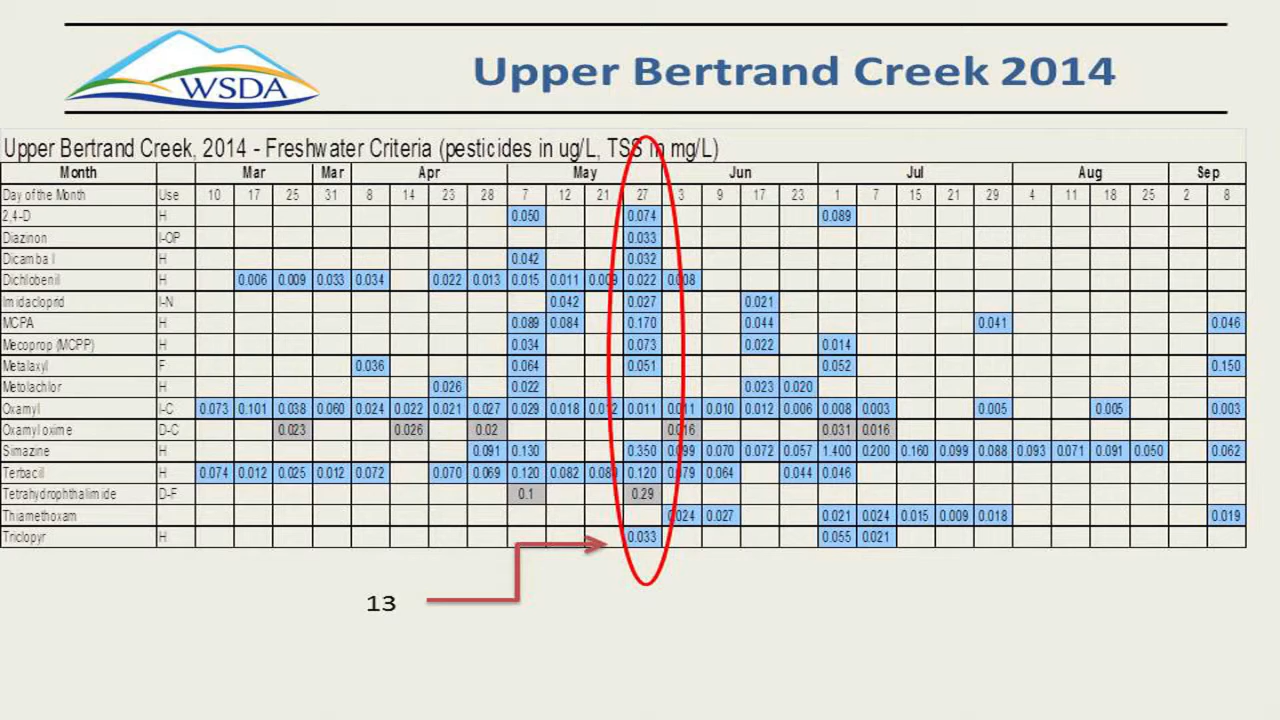 WSDA
Upper Bertrand Creek 2014
Upper Bertrand Creek, 2014 - Freshwater Criteria (pesticides in ug/L, TSS in mg/L)
Month Mar Mar Apr May Jun Jul Aug Sep
Day of the Month Use 10 17 25 31 8 14 23 28 7 12 21 27 3 9 17 23 1 7 15 21 29 4 11 18 25 2 8
2,4-D H 0.050 0.074 0.089
Diazinon I-OP 0.033
Dicamba I H 0.042 0.032
Dichlobenil H 0.006 0.009 0.033 0.034 0.022 0.013 0.015 0.011 0.009 0.022 0.008
Imidacloprid I-N 0.042 0.027 0.021
MCPA H 0.089 0.084 0.170 0.044 0.041 0.046
Mecoprop (MCPP) H 0.034 0.073 0.022 0.014
Metalaxyl F 0.036 0.064 0.051 0.052 0.150
Metolachlor H 0.026 0.022 0.023 0.020
Oxamyl I-C 0.073 0.101 0.038 0.060 0.024 0.022 0.021 0.027 0.029 0.018 0.012 0.011 0.011 0.010 0.012 0.006 0.008 0.003 0.005 0.005 0.003
Oxamyl oxime D-C 0.023 0.026 0.02 0.016 0.031 0.016
Simazine H 0.091 0.130 0.350 0.099 0.070 0.072 0.057 1.400 0.200 0.160 0.099 0.088 0.093 0.071 0.091 0.050 0.062
Terbacil H 0.074 0.012 0.025 0.012 0.072 0.070 0.069 0.120 0.082 0.120 0.079 0.064 0.044 0.046
Tetrahydrophthalimide D-F 0.1 0.29
Thiamethoxam 0.024 0.027 0.021 0.024 0.015 0.009 0.018 0.019
Triclopyr H 0.033 0.055 0.021
13